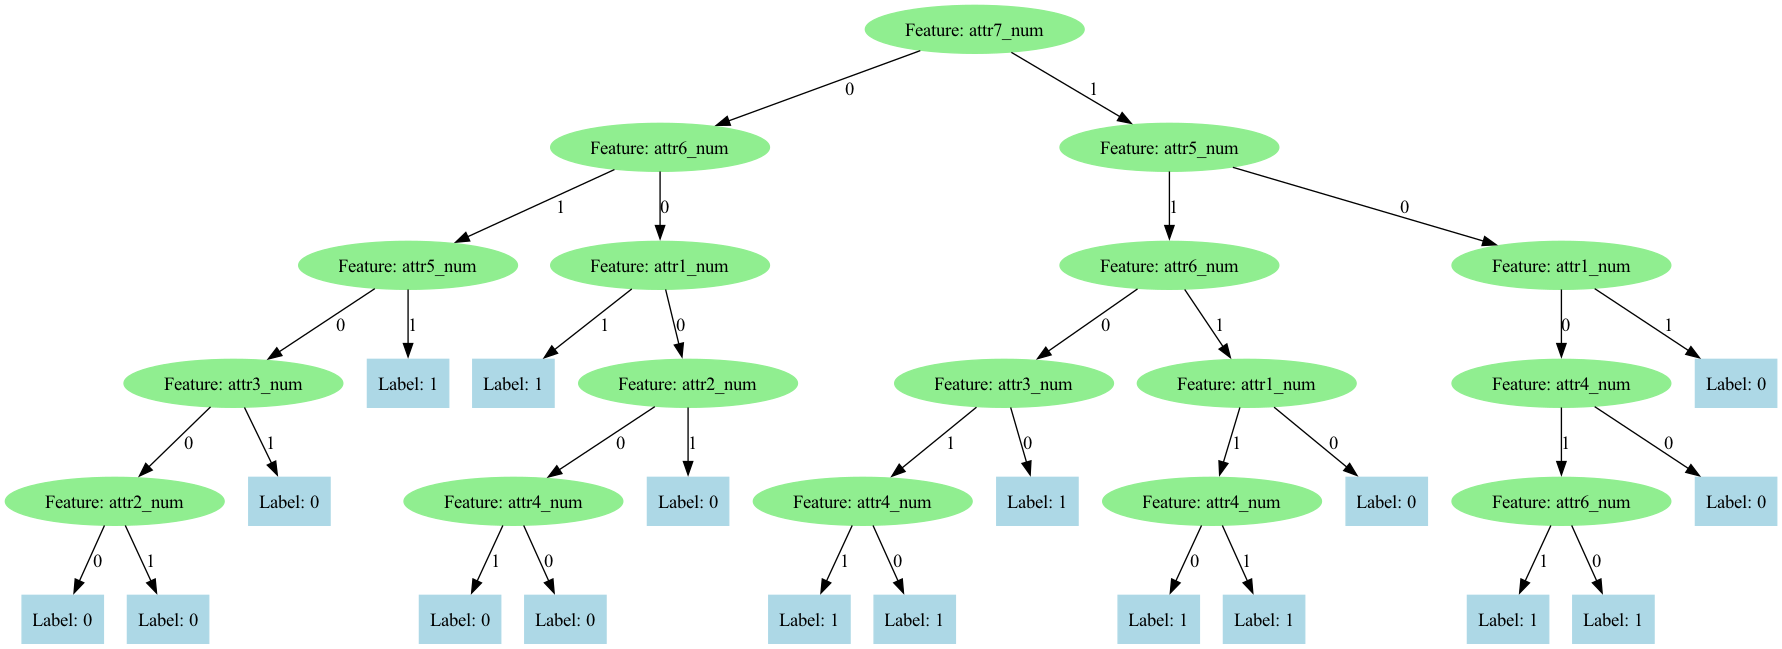 Feature: attr7_num
0
1
Feature: attr6_num
Feature: attr5_num
1
0
1
0
Feature: attr5_num
Feature: attr1_num
Feature: attr6_num
Feature: attr1_num
0
1
1
0
0
1
0
1
Feature: attr3_num
Label: 1
Label: 1
Feature: attr2_num
Feature: attr3_num
Feature: attr1_num
Feature: attr4_num
Label: 0
0
1
0
1
1
0
1
0
1
0
Feature: attr2_num
Label: 0
Feature: attr4_num
Label: 0
Feature: attr4_num
Label: 1
Feature: attr4_num
Label: 0
Feature: attr6_num
Label: 0
0
1
1
0
1
0
0
1
1
0
Label: 0
Label: 0
Label: 0
Label: 0
Label: 1
Label: 1
Label: 1
Label: 1
Label: 1
Label: 1